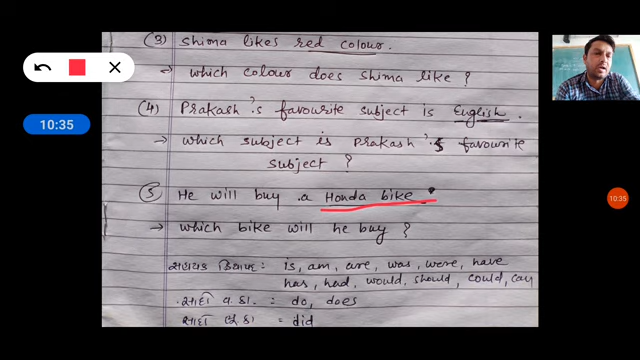 (3) Shima likes red colour.
→ which colour does Shima like ?
(4) Prakash's favourite subject is English.
→ which subject is Prakash's favourite
subject ?
10:35
10:35
(5) He will buy a Honda bike.
→ which bike will he buy ?
સહાયક ક્રિયાપદ : is, am, are, was, were, have
has, had, would, should, could, can
સાદો વ. કા. : do, does
સાદો ભૂ. કા = did